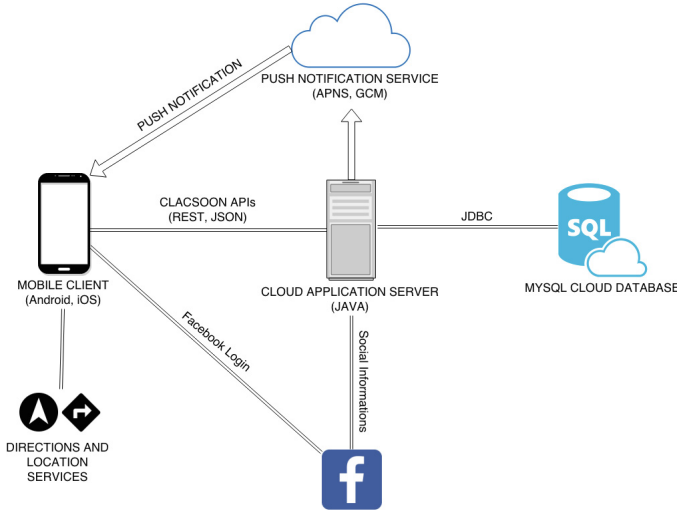 PUSH NOTIFICATION SERVICE
(APNS, GCM)
PUSH NOTIFICATION
CLACSOON APIs
(REST, JSON)
JDBC
SQL
MOBILE CLIENT
(Android, iOS)
CLOUD APPLICATION SERVER
(JAVA)
MYSQL CLOUD DATABASE
Facebook Login
Social Informations
DIRECTIONS AND
LOCATION
SERVICES
f